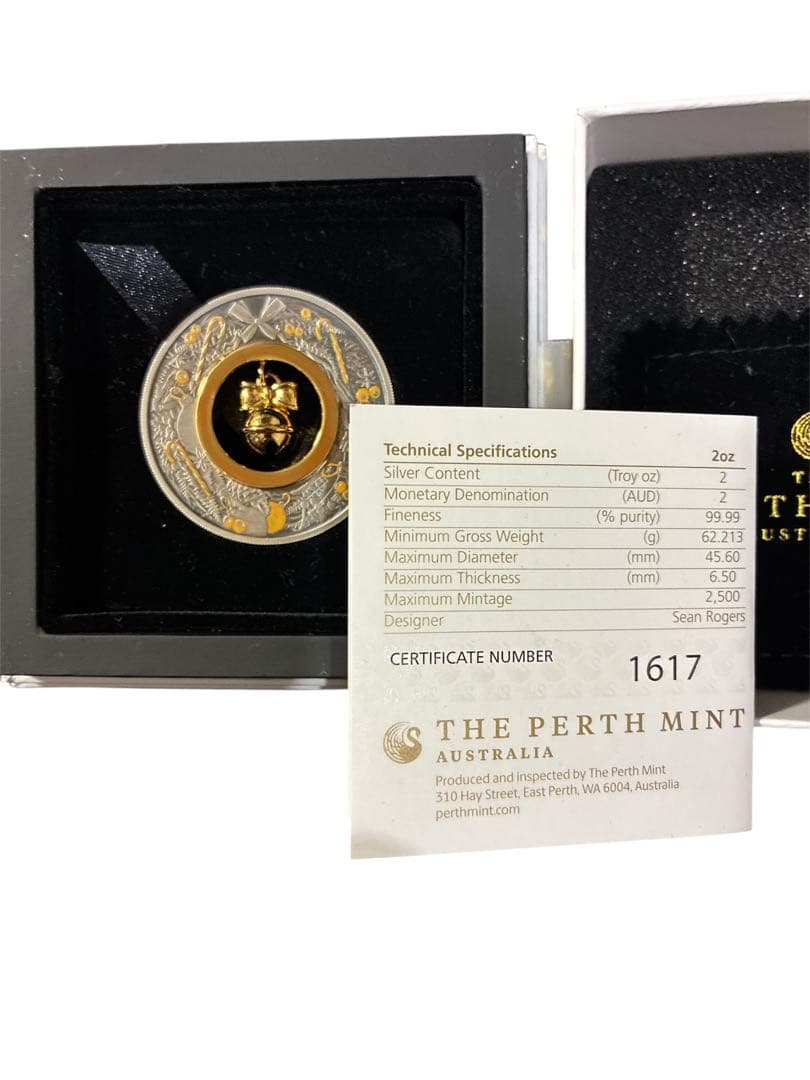 Technical Specifications 2oz
Silver Content (Troy oz) 2
Monetary Denomination (AUD) 2
Fineness (% purity) 99.99
Minimum Gross Weight (g) 62.213
Maximum Diameter (mm) 45.60
Maximum Thickness (mm) 6.50
Maximum Mintage 2,500
Designer Sean Rogers
CERTIFICATE NUMBER 1617
THE PERTH MINT
AUSTRALIA
Produced and inspected by The Perth Mint
310 Hay Street, East Perth, WA 6004, Australia
perthmint.com